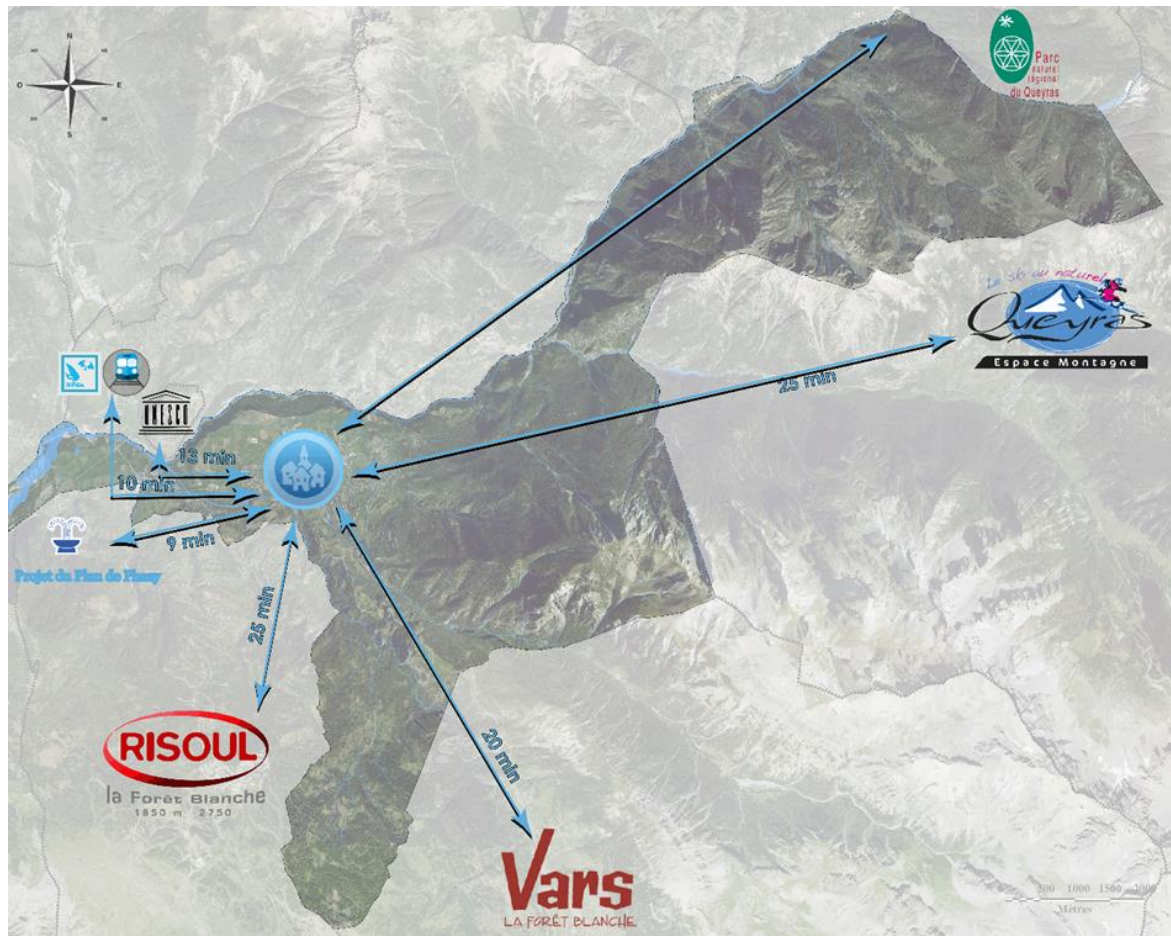 N
O
E
S
Parc
naturel
régional
du Queyras
Le ski au naturel
Queyras
Espace Montagne
25 min
UNESCO
13 min
10 min
9 min
Projet du Plan de Phazy
25 min
RISOUL
la Forêt Blanche
1850 m 2750
20 min
Vars
LA FORÊT BLANCHE
500 1000 1500
Mètres